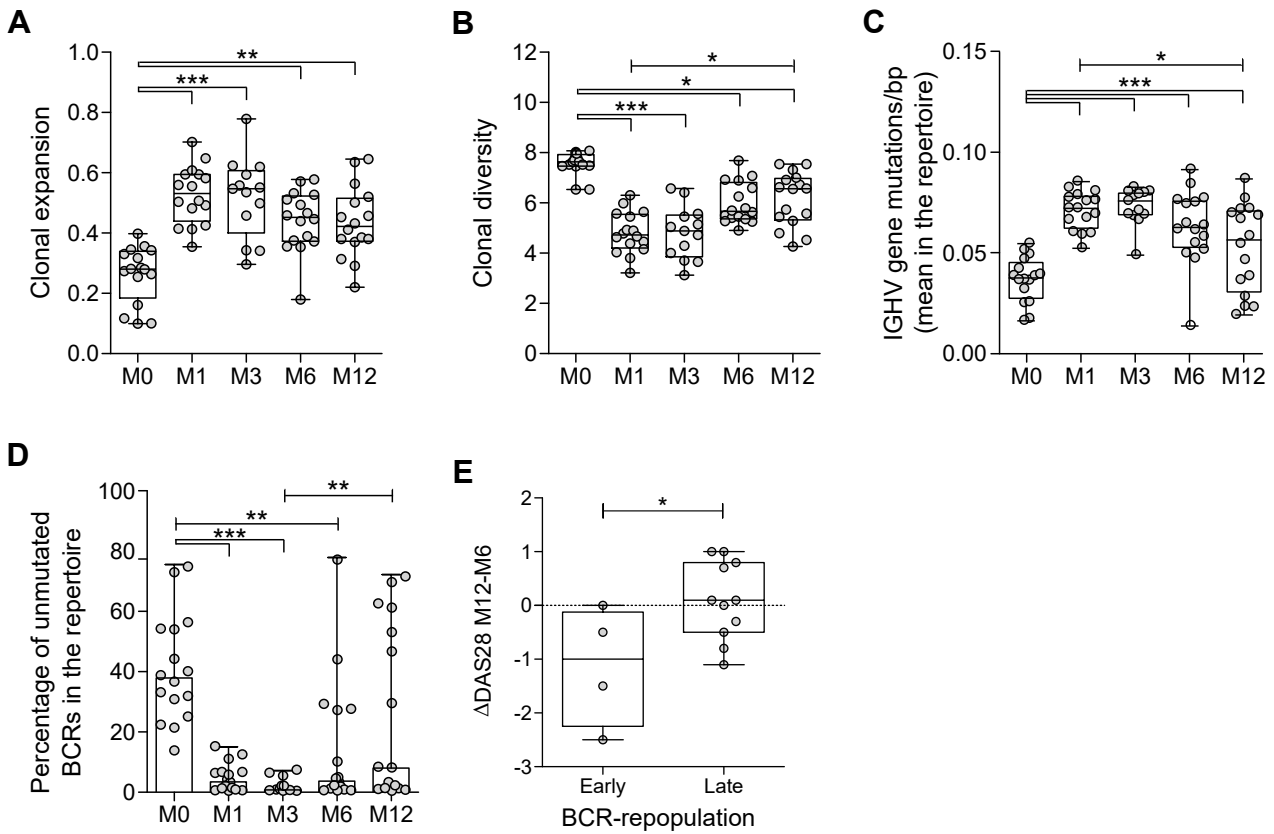 A
Clonal expansion
1.0
0.8
0.6
0.4
0.2
0.0
**
***
M0 M1 M3 M6 M12
B
Clonal diversity
12
10
8
6
4
2
0
*
*
***
M0 M1 M3 M6 M12
C
IGHV gene mutations/bp
(mean in the repertoire)
0.15
0.10
0.05
0.00
*
***
M0 M1 M3 M6 M12
D
Percentage of unmutated
BCRs in the repertoire
100
80
60
40
20
0
**
**
***
M0 M1 M3 M6 M12
E
ΔDAS28 M12-M6
2
1
0
-1
-2
-3
*
Early Late
BCR-repopulation